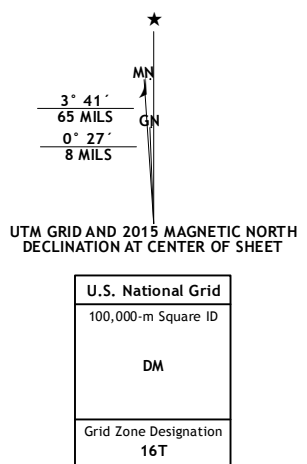 MN
3° 41´
65 MILS
GN
0° 27´
8 MILS
UTM GRID AND 2015 MAGNETIC NORTH
DECLINATION AT CENTER OF SHEET
U.S. National Grid
100,000-m Square ID
DM
Grid Zone Designation
16T